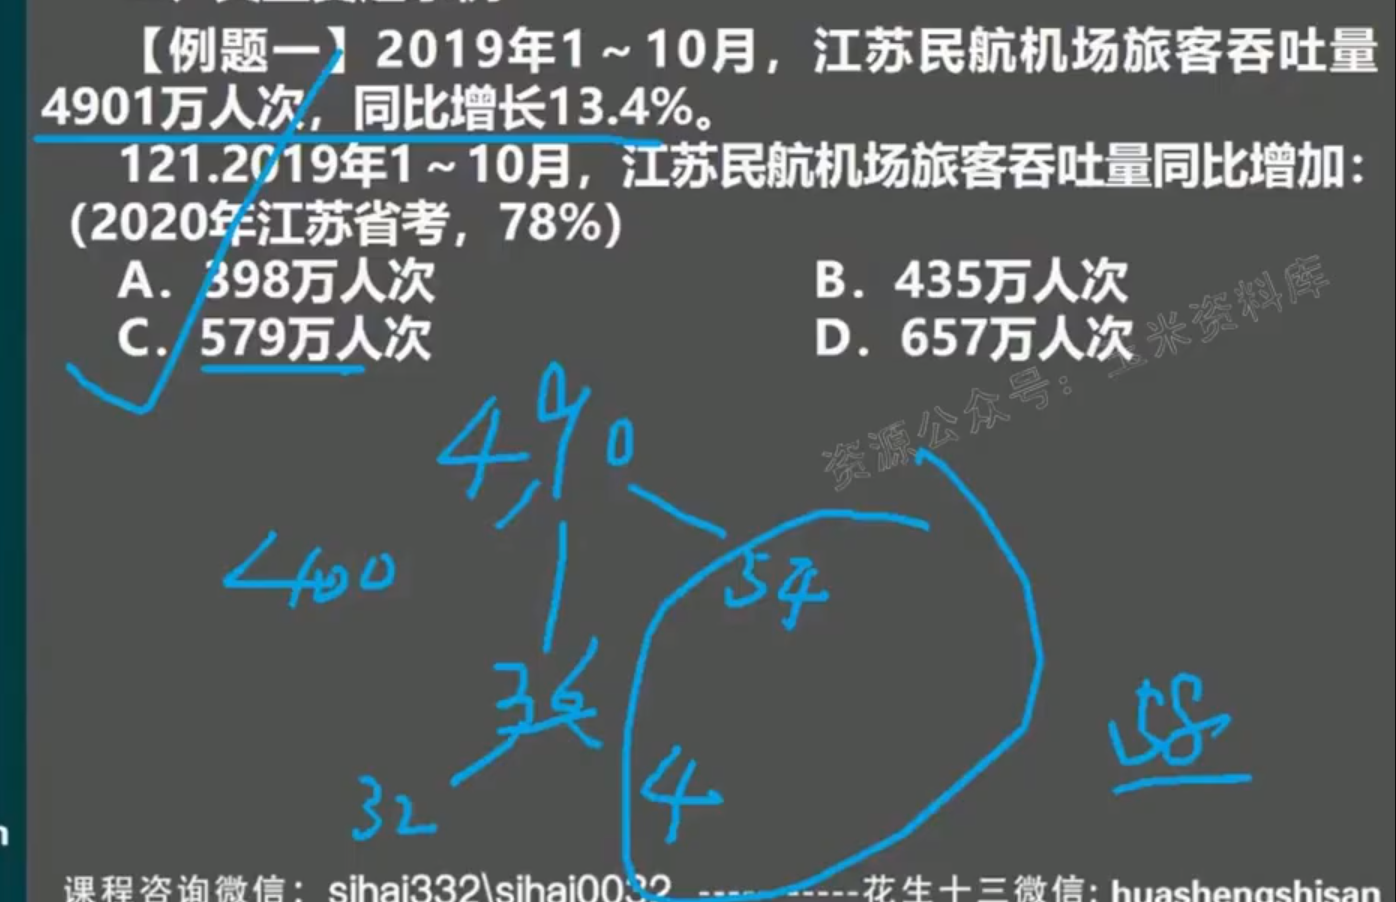 【例题一】2019年1～10月，江苏民航机场旅客吞吐量
4901万人次，同比增长13.4%。
121.2019年1～10月，江苏民航机场旅客吞吐量同比增加：
（2020年江苏省考，78%）
A. 398万人次 B. 435万人次
C. 579万人次 D. 657万人次
资源公众号：玉米资料库
490
400 54
36
58
32 4
课程咨询微信：sihai332\sihai0032 -----------花生十三微信: huashengshisan